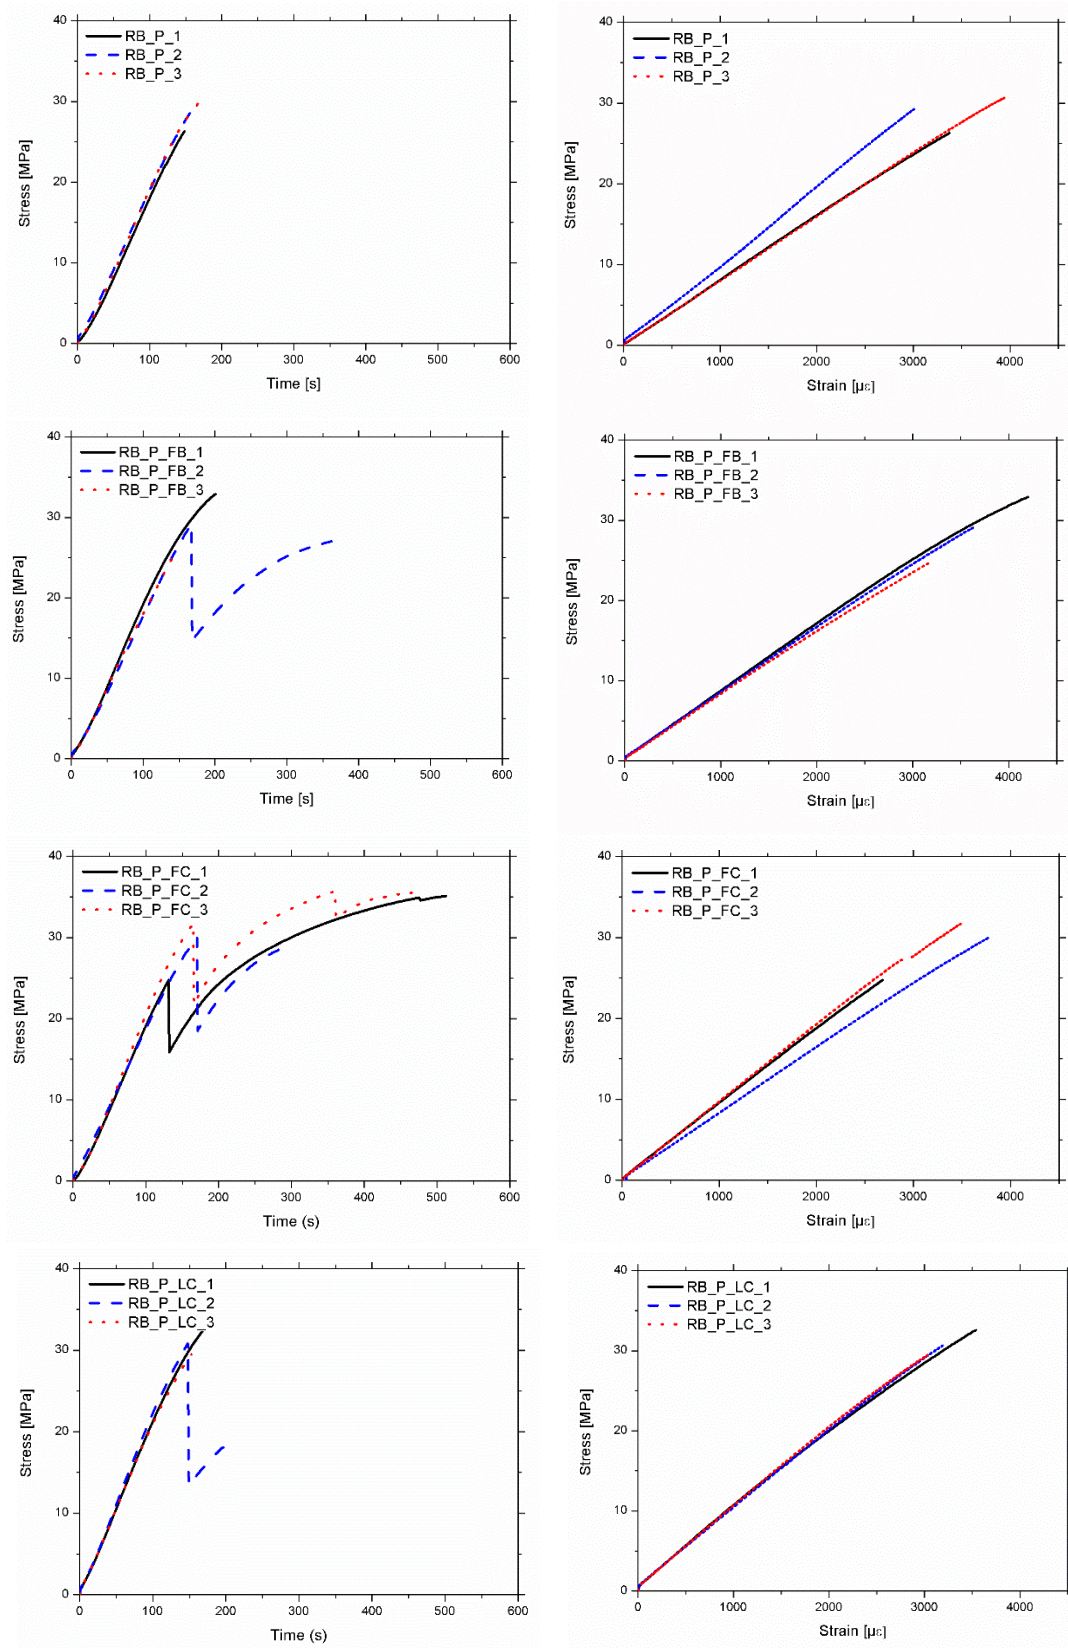 40
30
20
10
0
Stress [MPa]
RB_P_1
RB_P_2
RB_P_3
0 100 200 300 400 500 600
Time [s]
40
30
20
10
0
Stress [MPa]
RB_P_1
RB_P_2
RB_P_3
0 1000 2000 3000 4000
Strain [µε]
40
30
20
10
0
Stress [MPa]
RB_P_FB_1
RB_P_FB_2
RB_P_FB_3
0 100 200 300 400 500 600
Time [s]
40
30
20
10
0
Stress [MPa]
RB_P_FB_1
RB_P_FB_2
RB_P_FB_3
0 1000 2000 3000 4000
Strain [µε]
40
30
20
10
0
Stress [MPa]
RB_P_FC_1
RB_P_FC_2
RB_P_FC_3
0 100 200 300 400 500 600
Time (s)
40
30
20
10
0
Stress [MPa]
RB_P_FC_1
RB_P_FC_2
RB_P_FC_3
0 1000 2000 3000 4000
Strain [µε]
40
30
20
10
0
Stress [MPa]
RB_P_LC_1
RB_P_LC_2
RB_P_LC_3
0 100 200 300 400 500 600
Time (s)
40
30
20
10
0
Stress [MPa]
RB_P_LC_1
RB_P_LC_2
RB_P_LC_3
0 1000 2000 3000 4000
Strain [µε]